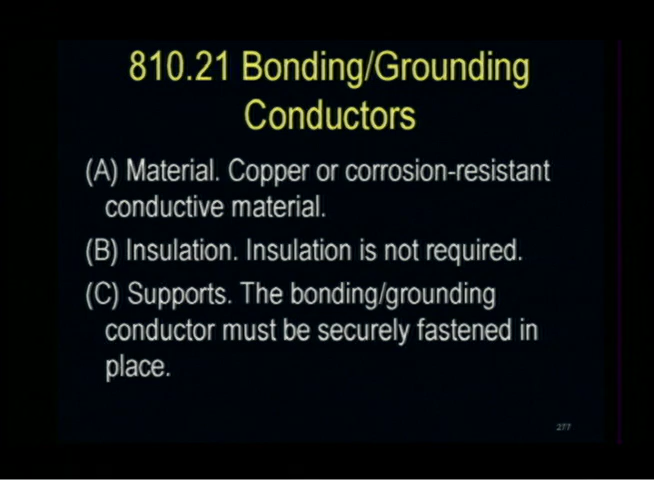 810.21 Bonding/Grounding
Conductors
(A) Material. Copper or corrosion-resistant
conductive material.
(B) Insulation. Insulation is not required.
(C) Supports. The bonding/grounding
conductor must be securely fastened in
place.
277